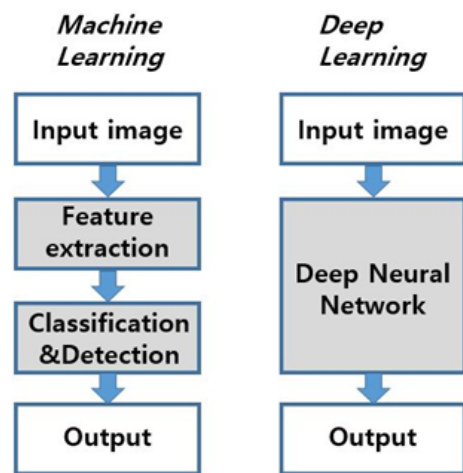 Machine
Learning
Input image
Feature
extraction
Classification
&Detection
Output
Deep
Learning
Input image
Deep Neural
Network
Output